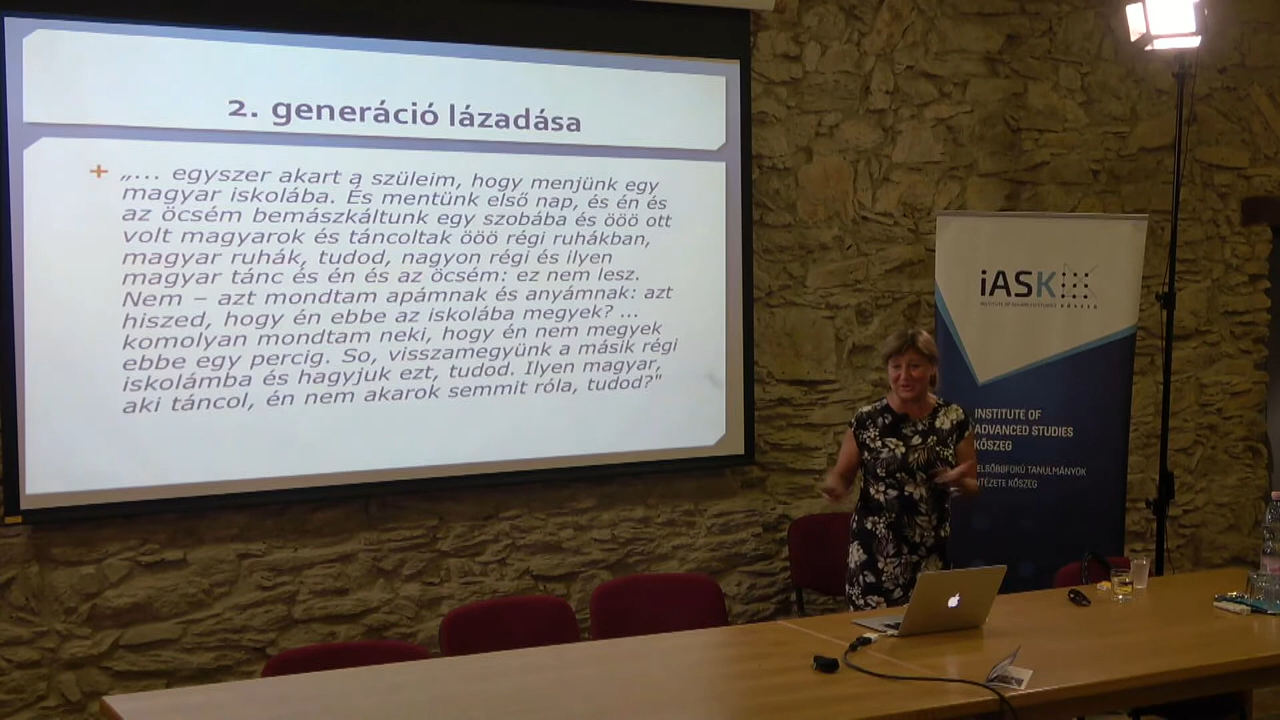 2. generáció lázadása
+ „... egyszer akart a szüleim, hogy menjünk egy
magyar iskolába. És mentünk első nap, és én és
az öcsém bemászkáltunk egy szobába és ööö ott
volt magyarok és táncoltak ööö régi ruhákban,
magyar ruhák, tudod, nagyon régi és ilyen
magyar tánc és én és az öcsém: ez nem lesz.
Nem – azt mondtam apámnak és anyámnak: azt
hiszed, hogy én ebbe az iskolába megyek? ...
komolyan mondtam neki, hogy én nem megyek
ebbe egy percig. So, visszamegyünk a másik régi
iskolámba és hagyjuk ezt, tudod. Ilyen magyar,
aki táncol, én nem akarok semmit róla, tudod?"
iASK
INSTITUTE OF ADVANCED STUDIES KŐSZEG
INSTITUTE OF
ADVANCED STUDIES
KŐSZEG
FELSŐBBFOKÚ TANULMÁNYOK
INTÉZETE KŐSZEG